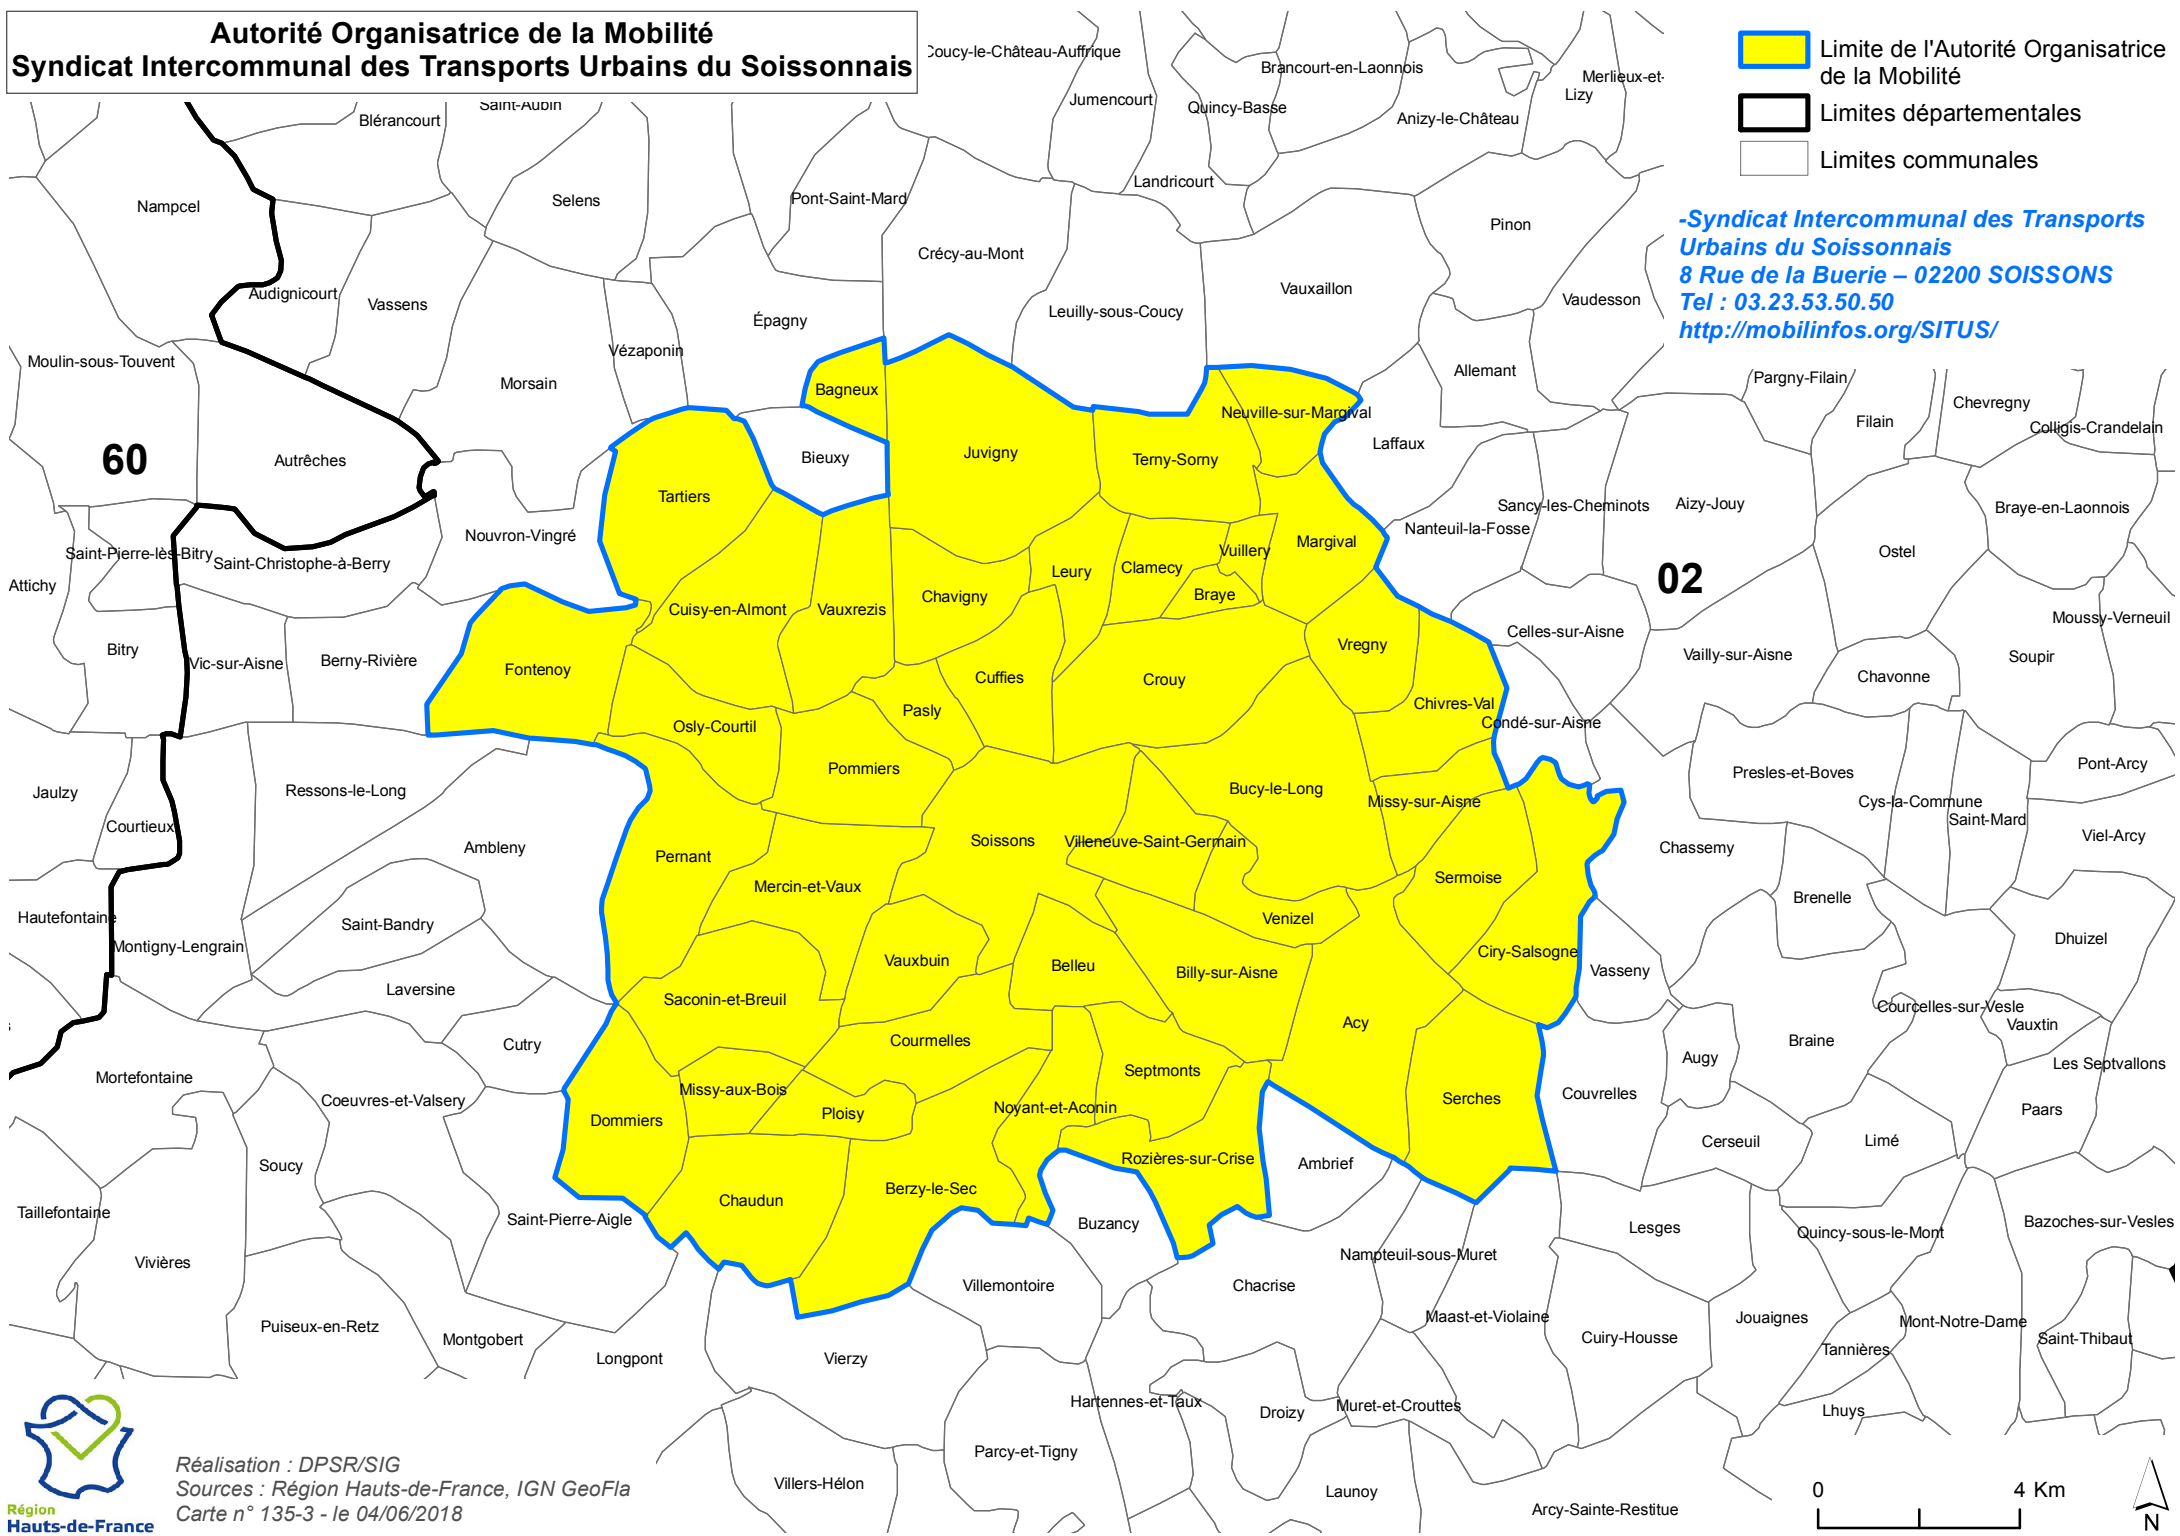 Autorité Organisatrice de la Mobilité
Syndicat Intercommunal des Transports Urbains du Soissonnais
Limite de l'Autorité Organisatrice
de la Mobilité
Limites départementales
Limites communales
-Syndicat Intercommunal des Transports
Urbains du Soissonnais
8 Rue de la Buerie – 02200 SOISSONS
Tel : 03.23.53.50.50
http://mobilinfos.org/SITUS/
Coucy-le-Château-Auffrique
Brancourt-en-Laonnois
Merlieux-et-
Lizy
Jumencourt
Quincy-Basse
Anizy-le-Château
Saint-Aubin
Blérancourt
Landricourt
Pont-Saint-Mard
Selens
Nampcel
Pinon
Crécy-au-Mont
Vauxaillon
Audignicourt
Vassens
Vaudesson
Leuilly-sous-Coucy
Épagny
Vézaponin
Moulin-sous-Touvent
Morsain
Allemant
Pargny-Filain
Bagneux
Chevregny
Neuville-sur-Margival
Filain
Colligis-Crandelain
Laffaux
60
Autrêches
Bieuxy
Juvigny
Terny-Sorny
Tartiers
Sancy-les-Cheminots
Aizy-Jouy
Braye-en-Laonnois
Nouvron-Vingré
Nanteuil-la-Fosse
Margival
Saint-Pierre-lès-Bitry
Saint-Christophe-à-Berry
Vuillery
Ostel
Attichy
Leury
Clamecy
02
Braye
Chavigny
Cuisy-en-Almont
Vauxrezis
Moussy-Verneuil
Celles-sur-Aisne
Bitry
Vic-sur-Aisne
Berny-Rivière
Vregny
Vailly-sur-Aisne
Soupir
Fontenoy
Cuffies
Crouy
Chavonne
Chivres-Val
Pasly
Osly-Courtil
Condé-sur-Aisne
Pommiers
Pont-Arcy
Presles-et-Boves
Jaulzy
Ressons-le-Long
Bucy-le-Long
Missy-sur-Aisne
Cys-la-Commune
Saint-Mard
Courtieux
Viel-Arcy
Soissons
Villeneuve-Saint-Germain
Ambleny
Chassemy
Pernant
Mercin-et-Vaux
Sermoise
Brenelle
Hautefontaine
Saint-Bandry
Venizel
Montigny-Lengrain
Dhuizel
Ciry-Salsogne
Vauxbuin
Belleu
Billy-sur-Aisne
Vasseny
Laversine
Saconin-et-Breuil
Courcelles-sur-Vesle
Acy
Vauxtin
Cutry
Courmelles
Braine
Augy
Les Septvallons
Mortefontaine
Septmonts
Coeuvres-et-Valsery
Missy-aux-Bois
Ploisy
Noyant-et-Aconin
Serches
Couvrelles
Paars
Dommiers
Cerseuil
Limé
Soucy
Rozières-sur-Crise
Ambrief
Chaudun
Berzy-le-Sec
Taillefontaine
Saint-Pierre-Aigle
Buzancy
Lesges
Quincy-sous-le-Mont
Bazoches-sur-Vesles
Vivières
Nampteuil-sous-Muret
Villemontoire
Chacrise
Maast-et-Violaine
Jouaignes
Mont-Notre-Dame
Puiseux-en-Retz
Montgobert
Cuiry-Housse
Saint-Thibaut
Longpont
Vierzy
Tannières
Hartennes-et-Taux
Droizy
Muret-et-Crouttes
Lhuys
Parcy-et-Tigny
Villers-Hélon
Launoy
Arcy-Sainte-Restitue
Réalisation : DPSR/SIG
Sources : Région Hauts-de-France, IGN GeoFla
Carte n° 135-3 - le 04/06/2018
Région
Hauts-de-France
0 4 Km
N